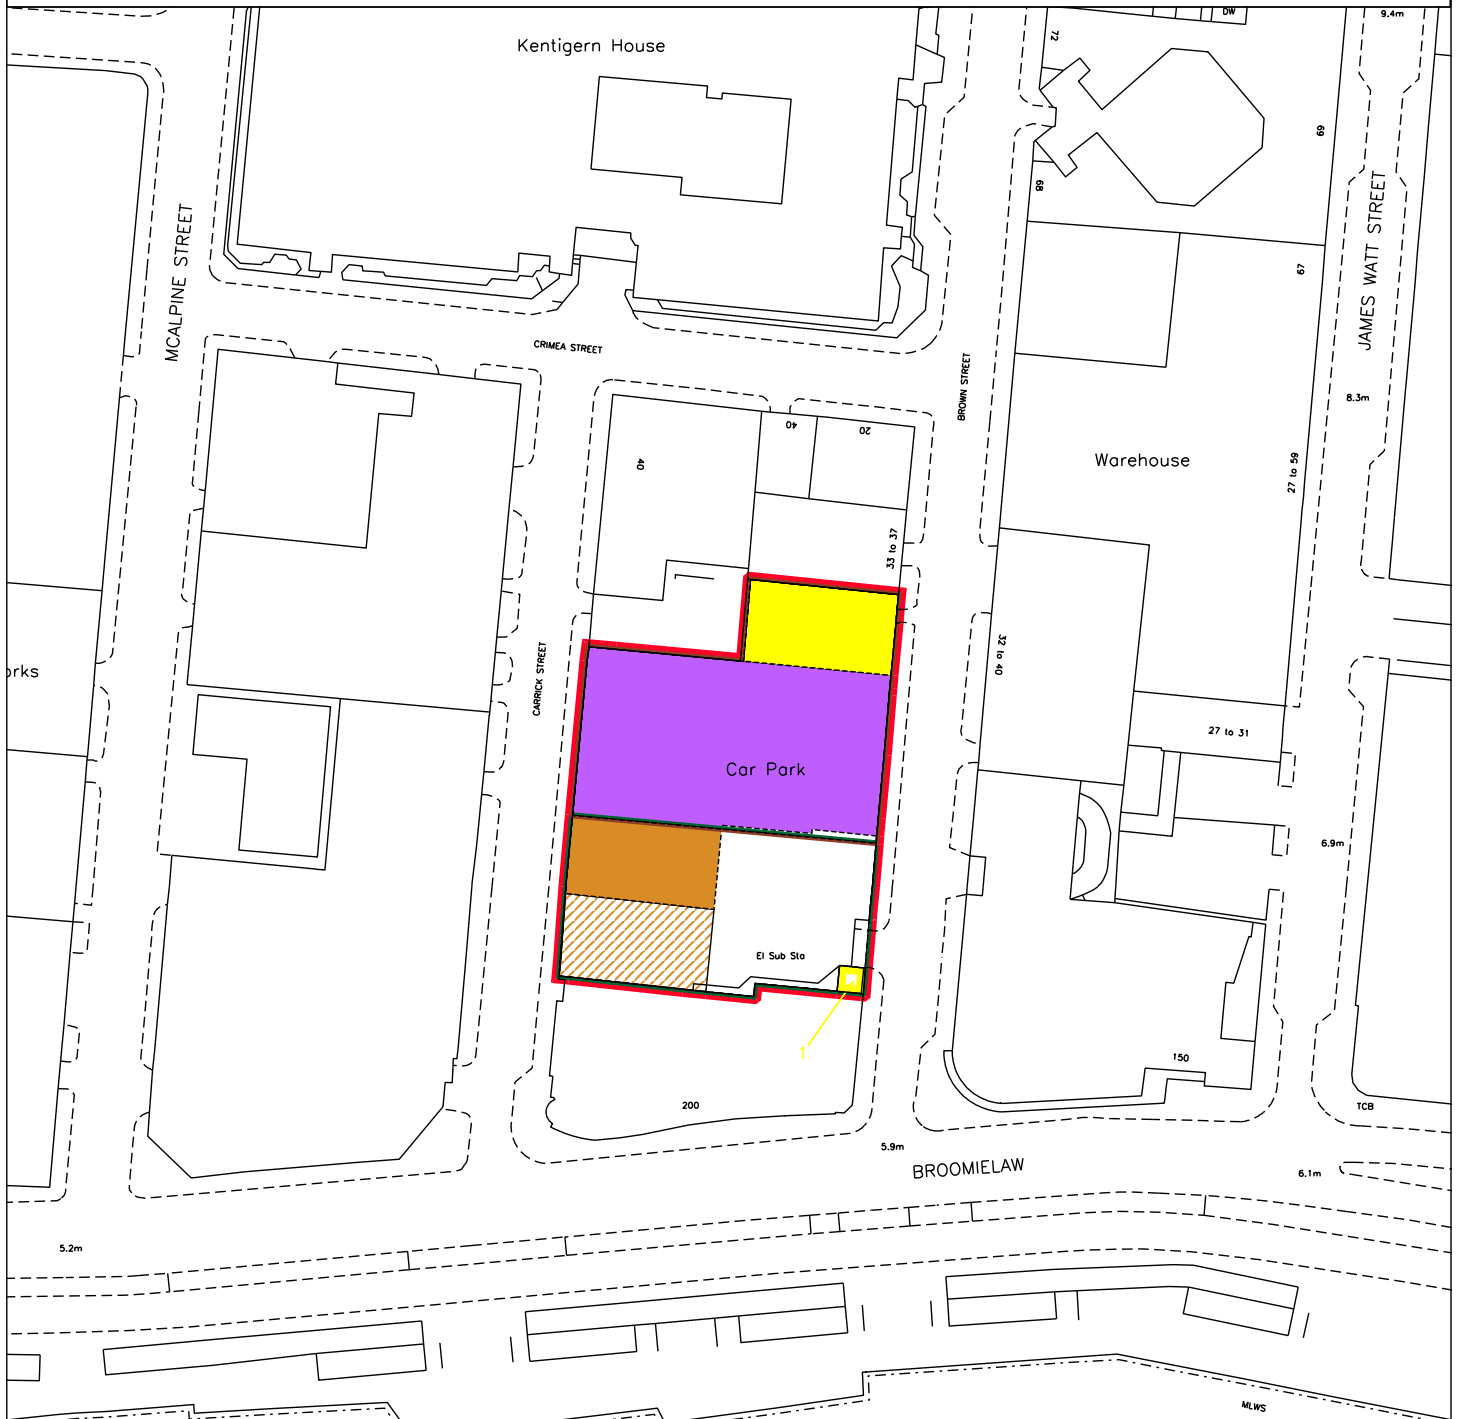 DW
9.4m
72
Kentigern House
69
68
MCALPINE STREET
JAMES WATT STREET
67
CRIMEA STREET
BROWN STREET
8.3m
40
20
40
Warehouse
27 to 59
33 to 37
32 to 40
orks
CARRICK STREET
27 to 31
Car Park
6.9m
El Sub Sta
1
150
200
TCB
5.9m
BROOMIELAW
6.1m
5.2m
MLWS